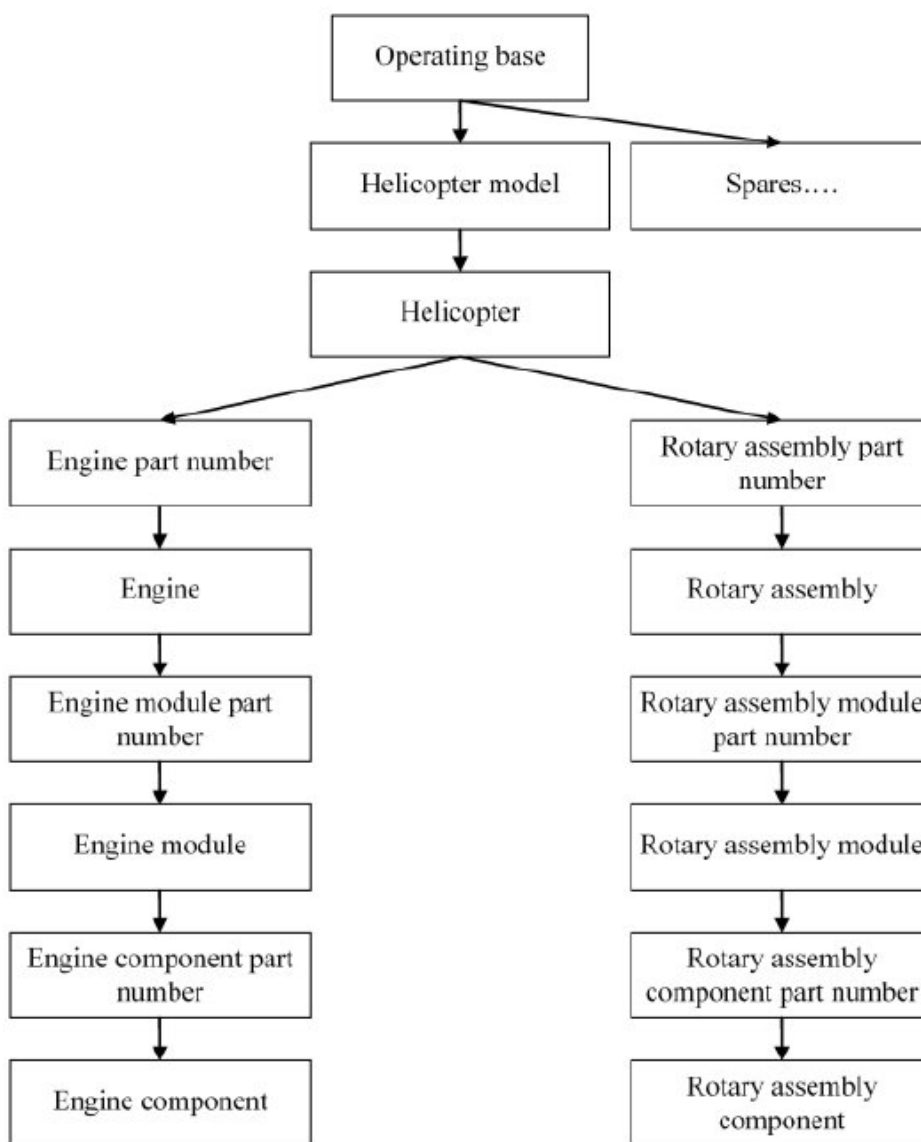 Operating base
Helicopter model
Spares....
Helicopter
Engine part number
Rotary assembly part
number
Engine
Rotary assembly
Engine module part
number
Rotary assembly module
part number
Engine module
Rotary assembly module
Engine component part
number
Rotary assembly
component part number
Engine component
Rotary assembly
component